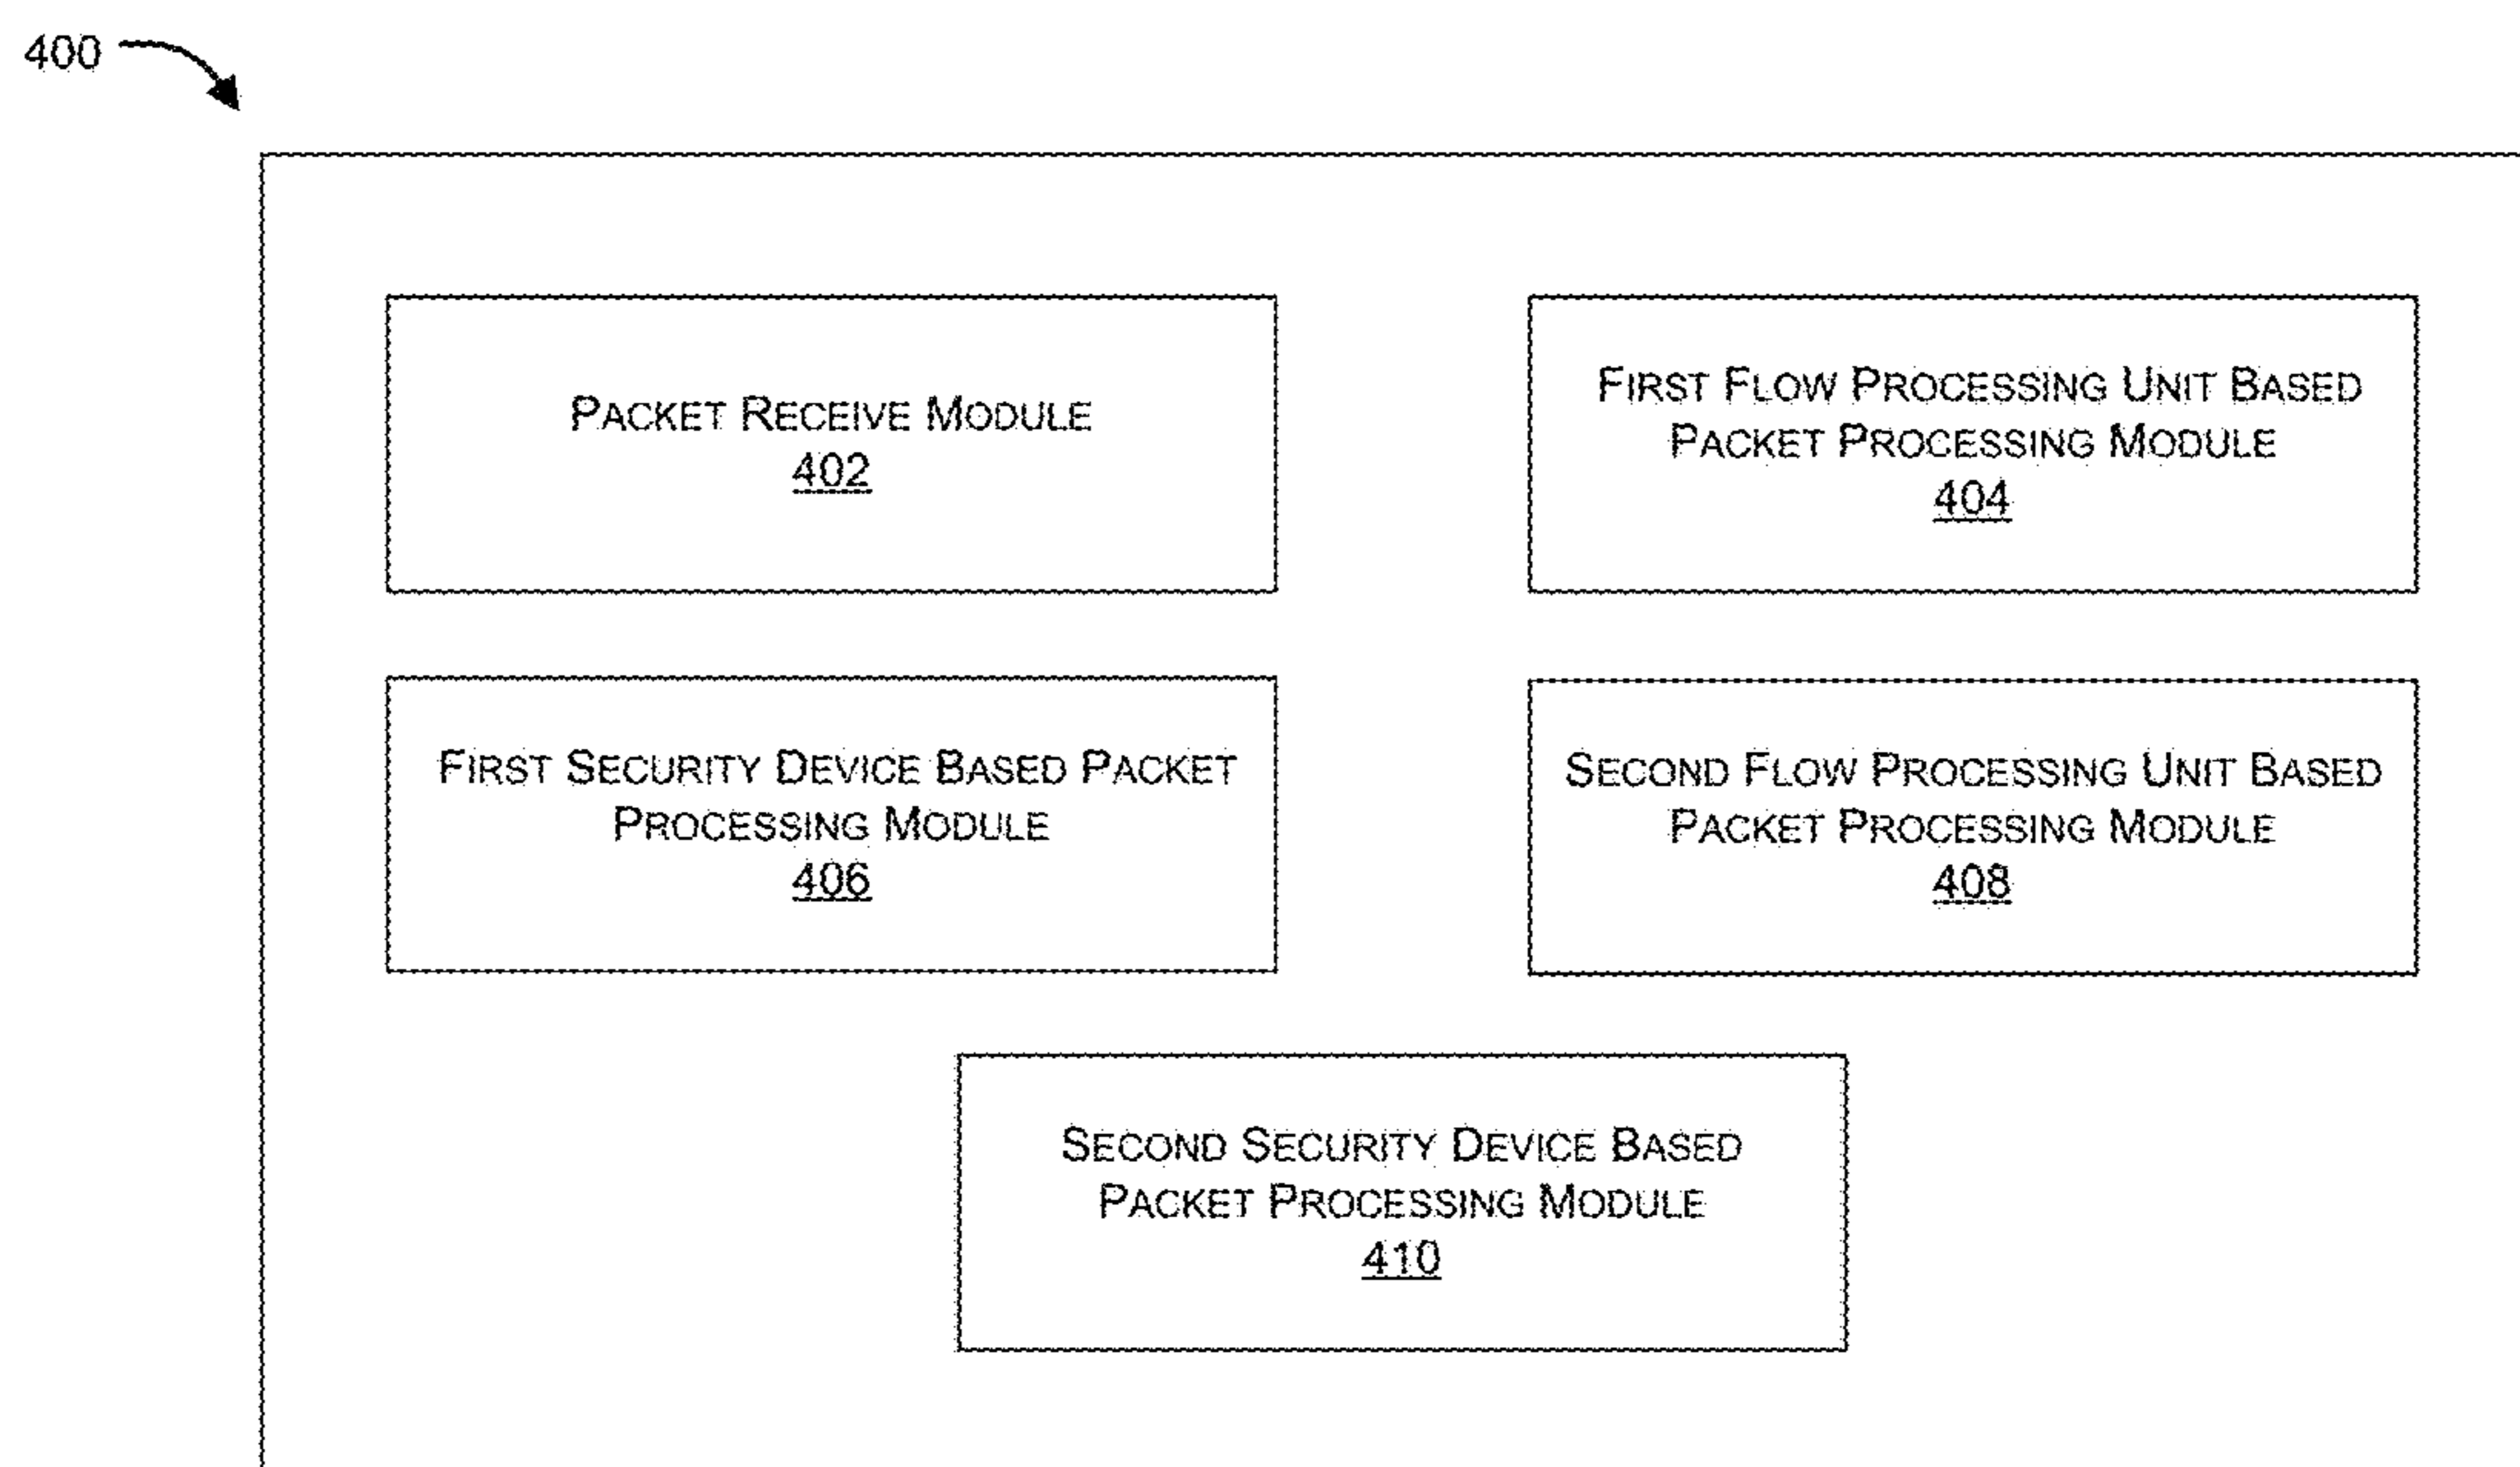 400
PACKET RECEIVE MODULE
402
FIRST FLOW PROCESSING UNIT BASED
PACKET PROCESSING MODULE
404
FIRST SECURITY DEVICE BASED PACKET
PROCESSING MODULE
406
SECOND FLOW PROCESSING UNIT BASED
PACKET PROCESSING MODULE
408
SECOND SECURITY DEVICE BASED
PACKET PROCESSING MODULE
410